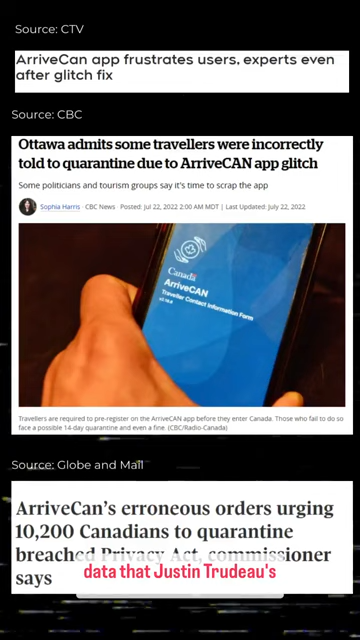 Source: CTV
ArriveCan app frustrates users, experts even
after glitch fix
Source: CBC
Ottawa admits some travellers were incorrectly
told to quarantine due to ArriveCAN app glitch
Some politicians and tourism groups say it's time to scrap the app
Sophia Harris · CBC News · Posted: Jul 22, 2022 2:00 AM MDT | Last Updated: July 22, 2022
Canada
ArriveCAN
Traveller Contact Information Form
Travellers are required to pre-register on the ArriveCAN app before they enter Canada. Those who fail to do so
face a possible 14-day quarantine and even a fine. (CBC/Radio-Canada)
Source: Globe and Mail
ArriveCan's erroneous orders urging
10,200 Canadians to quarantine
breached Privacy Act, commissioner
says
data that Justin Trudeau's